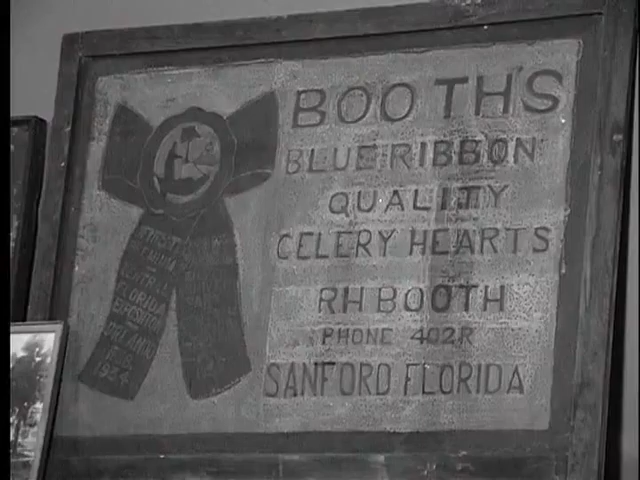 BOOTHS
BLUE RIBBON
QUALITY
CELERY HEARTS
RH BOOTH
PHONE 402R
SANFORD FLORIDA
CENTRAL
FLORIDA
EXPOSITION
ORLANDO
1924